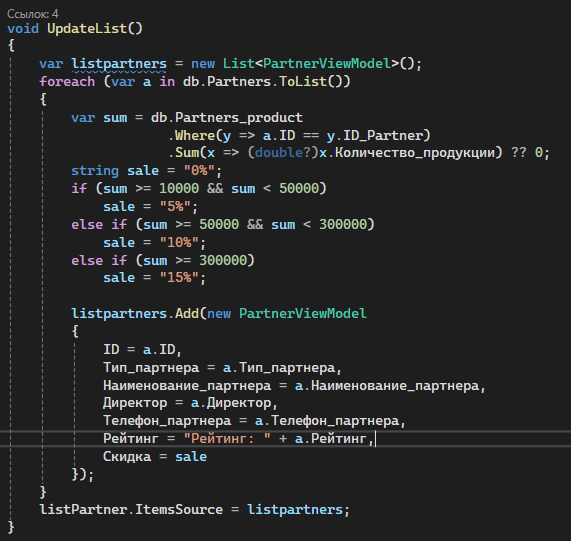 Ссылок: 4
void UpdateList()
{
    var listpartners = new List<PartnerViewModel>();
    foreach (var a in db.Partners.ToList())
    {
        var sum = db.Partners_product
                    .Where(y => a.ID == y.ID_Partner)
                    .Sum(x => (double?)x.Количество_продукции) ?? 0;
        string sale = "0%";
        if (sum >= 10000 && sum < 50000)
            sale = "5%";
        else if (sum >= 50000 && sum < 300000)
            sale = "10%";
        else if (sum >= 300000)
            sale = "15%";

        listpartners.Add(new PartnerViewModel
        {
            ID = a.ID,
            Тип_партнера = a.Тип_партнера,
            Наименование_партнера = a.Наименование_партнера,
            Директор = a.Директор,
            Телефон_партнера = a.Телефон_партнера,
            Рейтинг = "Рейтинг: " + a.Рейтинг,
            Скидка = sale
        });
    }
    listPartner.ItemsSource = listpartners;
}